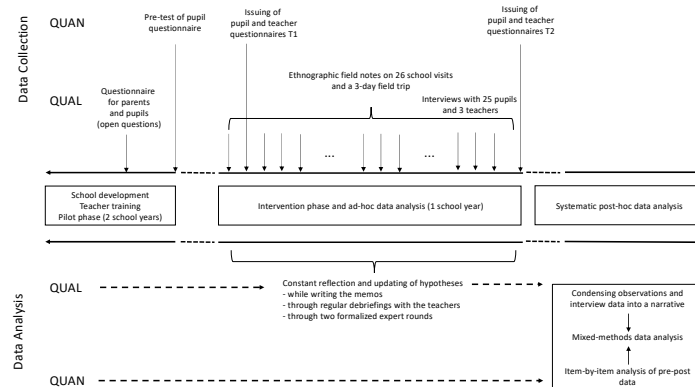 Data Collection
QUAN
Pre-test of pupil
questionnaire
Issuing of
pupil and teacher
questionnaires T1
Issuing of
pupil and teacher
questionnaires T2
QUAL
Questionnaire
for parents
and pupils
(open questions)
Ethnographic field notes on 26 school visits
and a 3-day field trip
Interviews with 25 pupils
and 3 teachers
...
...
School development
Teacher training
Pilot phase (2 school years)
Intervention phase and ad-hoc data analysis (1 school year)
Systematic post-hoc data analysis
Data Analysis
QUAL
Constant reflection and updating of hypotheses
- while writing the memos
- through regular debriefings with the teachers
- through two formalized expert rounds
Condensing observations and
interview data into a narrative
Mixed-methods data analysis
Item-by-item analysis of pre-post
data
QUAN